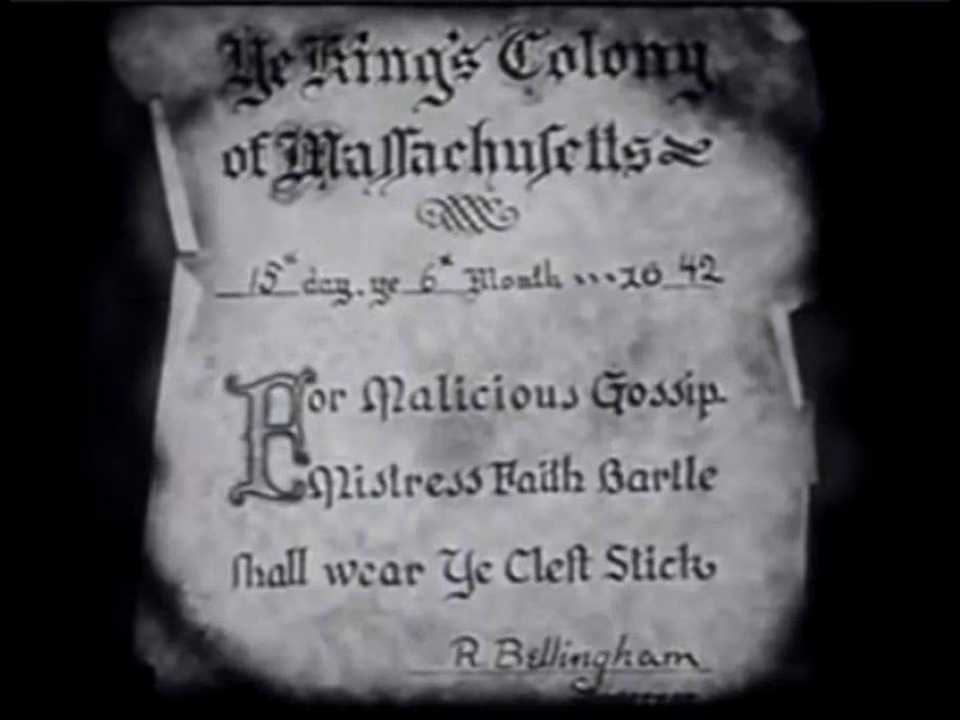 Ye King's Colony
of Maſſachuſetts
15th day. ye 6th Month ... 16 42
For Malicious Gossip
Mistress Faith Bartle
ſhall wear Ye Cleft Stick
R Bellingham